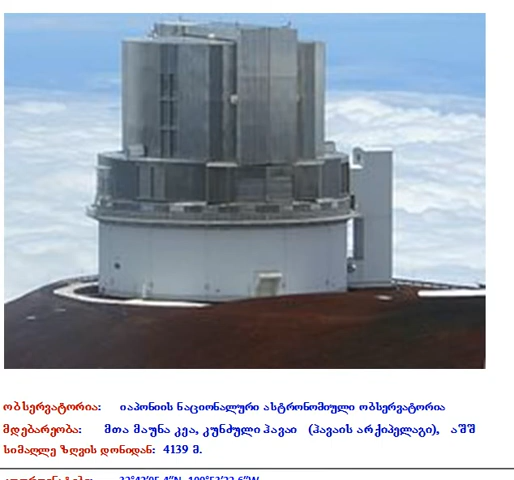 ობსერვატორია: იაპონიის ნაციონალური ასტრონომიული ობსერვატორია
მდებარეობა: მთა მაუნა კეა, კუნძული ჰავაი (ჰავაის არქიპელაგი), აშშ
სიმაღლე ზღვის დონიდან: 4139 მ.